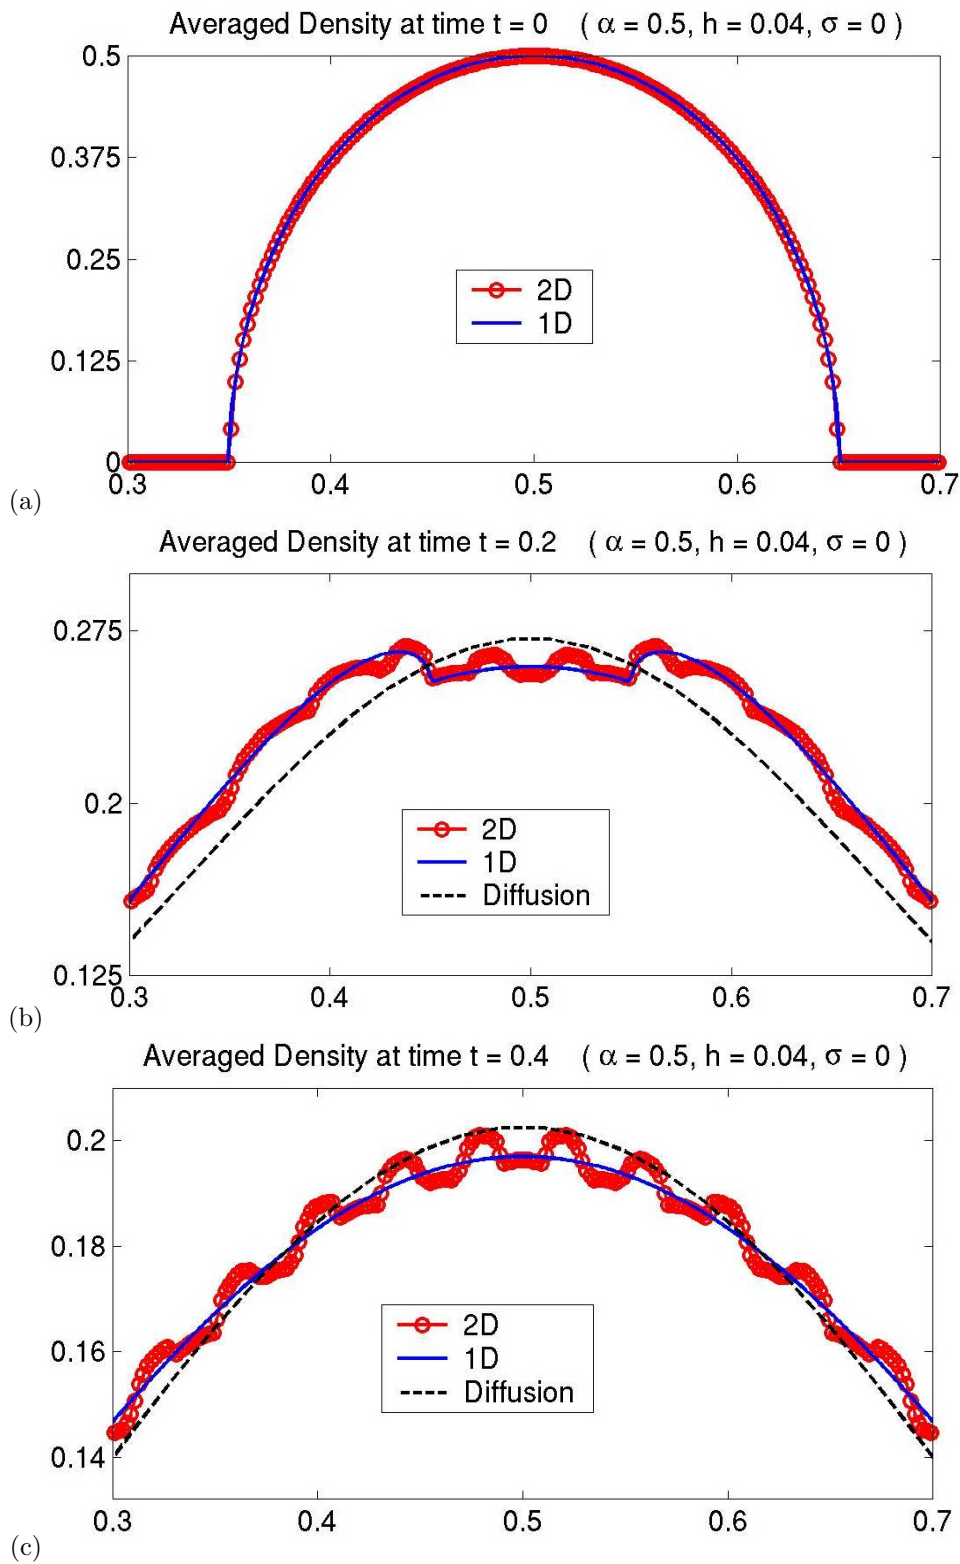 Averaged Density at time t = 0 ( α = 0.5, h = 0.04, σ = 0 )
0.5
0.375
0.25
0.125
0
2D
1D
0.3 0.4 0.5 0.6 0.7
(a)
Averaged Density at time t = 0.2 ( α = 0.5, h = 0.04, σ = 0 )
0.275
0.2
0.125
2D
1D
Diffusion
0.3 0.4 0.5 0.6 0.7
(b)
Averaged Density at time t = 0.4 ( α = 0.5, h = 0.04, σ = 0 )
0.2
0.18
0.16
0.14
2D
1D
Diffusion
0.3 0.4 0.5 0.6 0.7
(c)